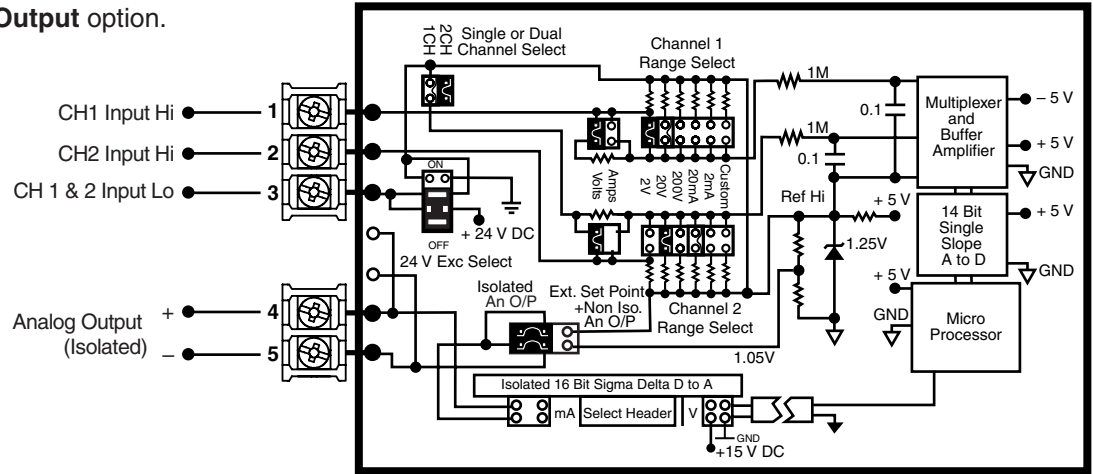 Output option.
1CH
2CH
Single or Dual
Channel Select
Channel 1
Range Select
1M
0.1
Multiplexer
and
Buffer
Amplifier
– 5 V
+ 5 V
GND
CH1 Input Hi
1
CH2 Input Hi
2
CH 1 & 2 Input Lo
3
1M
0.1
ON
OFF
+ 24 V DC
24 V Exc Select
Volts
Amps
2V
20V
200V
20mA
2mA
Custom
Ref Hi
+ 5 V
1.25V
14 Bit
Single
Slope
A to D
+ 5 V
GND
+ 5 V
GND
Micro
Processor
Isolated
An O/P
Ext. Set Point
+Non Iso.
An O/P
Channel 2
Range Select
1.05V
Analog Output
(Isolated)
+
4
–
5
Isolated 16 Bit Sigma Delta D to A
mA
Select Header
V
GND
+15 V DC